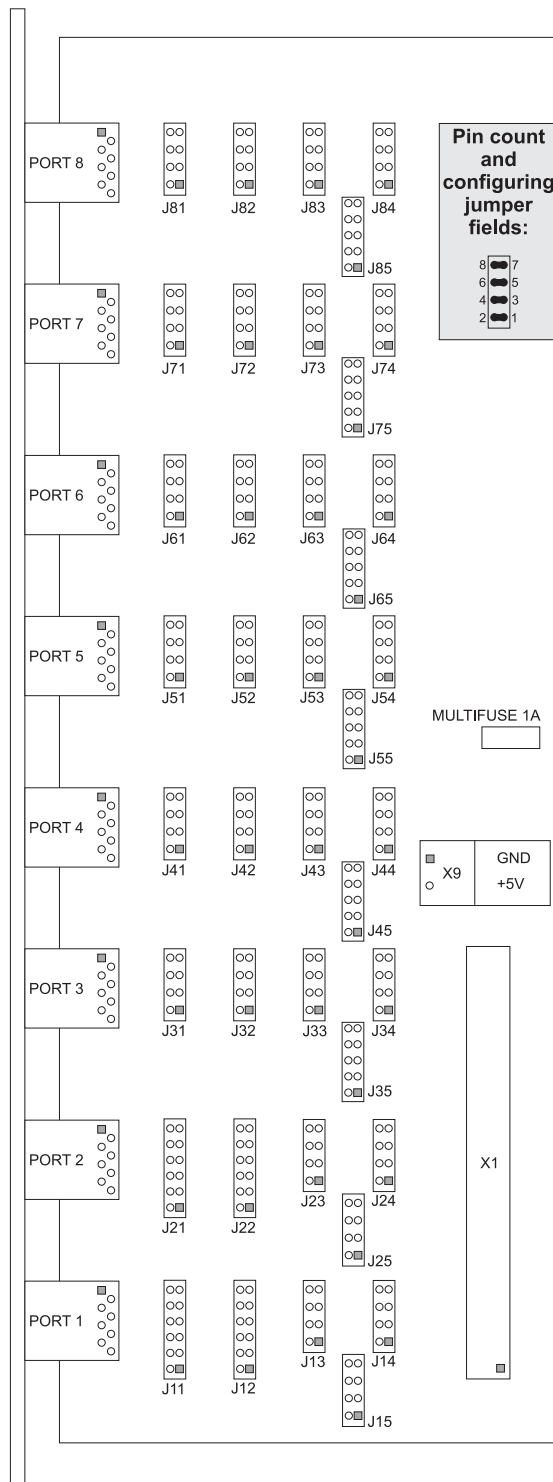 PORT 8
J81
J82
J83
J84
J85
Pin count
and
configuring
jumper
fields:
8 7
6 5
4 3
2 1
PORT 7
J71
J72
J73
J74
J75
PORT 6
J61
J62
J63
J64
J65
PORT 5
J51
J52
J53
J54
J55
MULTIFUSE 1A
PORT 4
J41
J42
J43
J44
J45
X9
GND
+5V
PORT 3
J31
J32
J33
J34
J35
PORT 2
J21
J22
J23
J24
J25
X1
PORT 1
J11
J12
J13
J14
J15